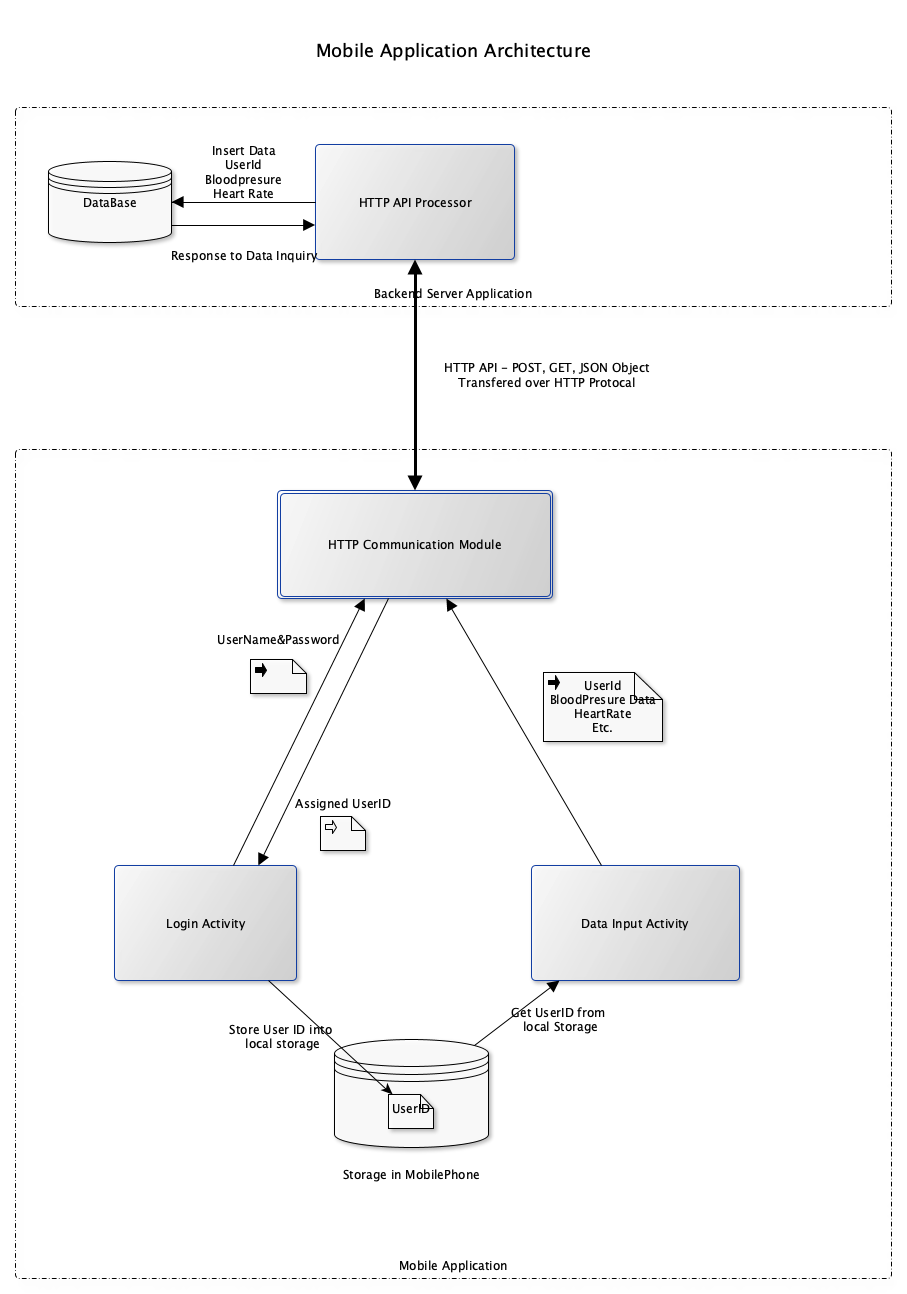 Mobile Application Architecture
Insert Data
UserId
Bloodpresure
Heart Rate
DataBase
HTTP API Processor
Response to Data Inquiry
Backend Server Application
HTTP API - POST, GET, JSON Object
Transfered over HTTP Protocal
HTTP Communication Module
UserName&Password
UserId
BloodPresure Data
HeartRate
Etc.
Assigned UserID
Login Activity
Data Input Activity
Store User ID into
local storage
Get UserID from
local Storage
UserID
Storage in MobilePhone
Mobile Application